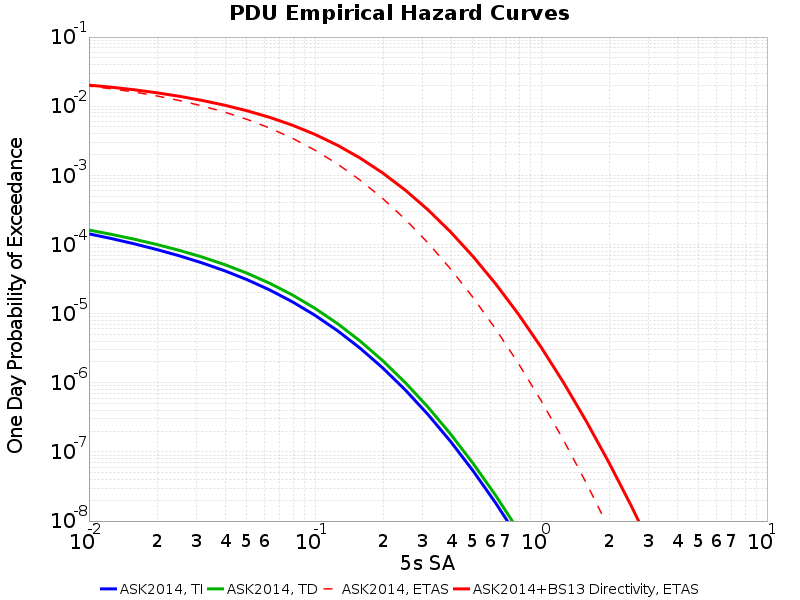 PDU Empirical Hazard Curves
One Day Probability of Exceedance
10-1
10-2
10-3
10-4
10-5
10-6
10-7
10-8
10-2 2 3 4 5 6 10-1 2 3 4 5 6 7 100 2 3 4 5 6 7 101
5s SA
ASK2014, TI ASK2014, TD ASK2014, ETAS ASK2014+BS13 Directivity, ETAS